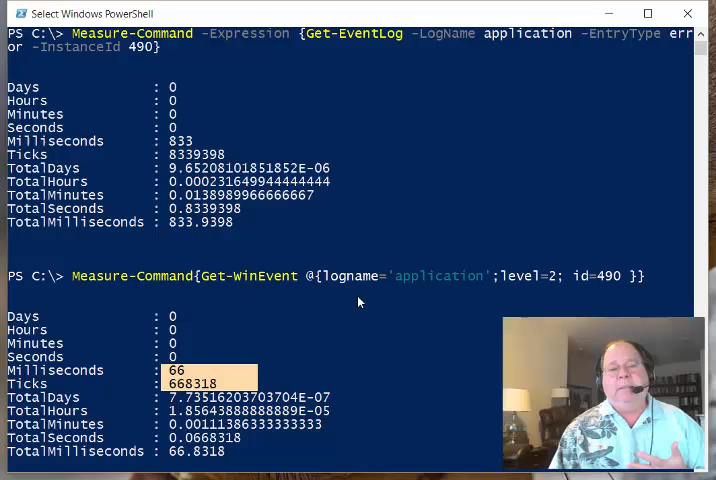 Select Windows PowerShell
PS C:\> Measure-Command -Expression {Get-EventLog -LogName application -EntryType err
or -InstanceId 490}
Days : 0
Hours : 0
Minutes : 0
Seconds : 0
Milliseconds : 833
Ticks : 8339398
TotalDays : 9.65208101851852E-06
TotalHours : 0.000231649944444444
TotalMinutes : 0.0138989966666667
TotalSeconds : 0.8339398
TotalMilliseconds : 833.9398
PS C:\> Measure-Command{Get-WinEvent @{logname='application';level=2; id=490 }}
Days : 0
Hours : 0
Minutes : 0
Seconds : 0
Milliseconds : 66
Ticks : 668318
TotalDays : 7.73516203703704E-07
TotalHours : 1.85643888888889E-05
TotalMinutes : 0.00111386333333333
TotalSeconds : 0.0668318
TotalMilliseconds : 66.8318